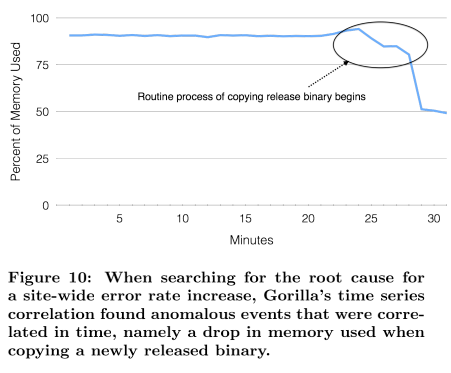 100
75
50
25
0
Percent of Memory Used
Routine process of copying release binary begins
5
10
15
20
25
30
Minutes
Figure 10: When searching for the root cause for
a site-wide error rate increase, Gorilla's time series
correlation found anomalous events that were corre-
lated in time, namely a drop in memory used when
copying a newly released binary.